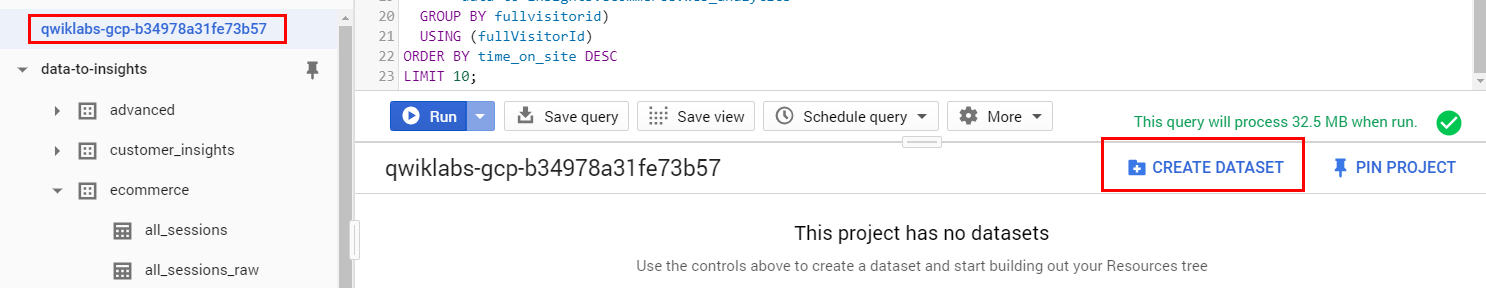 qwiklabs-gcp-b34978a31fe73b57
data-to-insights
advanced
customer_insights
ecommerce
all_sessions
all_sessions_raw
20 GROUP BY fullvisitorid)
21 USING (fullVisitorId)
22 ORDER BY time_on_site DESC
23 LIMIT 10;
Run Save query Save view Schedule query More This query will process 32.5 MB when run.
qwiklabs-gcp-b34978a31fe73b57 CREATE DATASET PIN PROJECT
This project has no datasets
Use the controls above to create a dataset and start building out your Resources tree